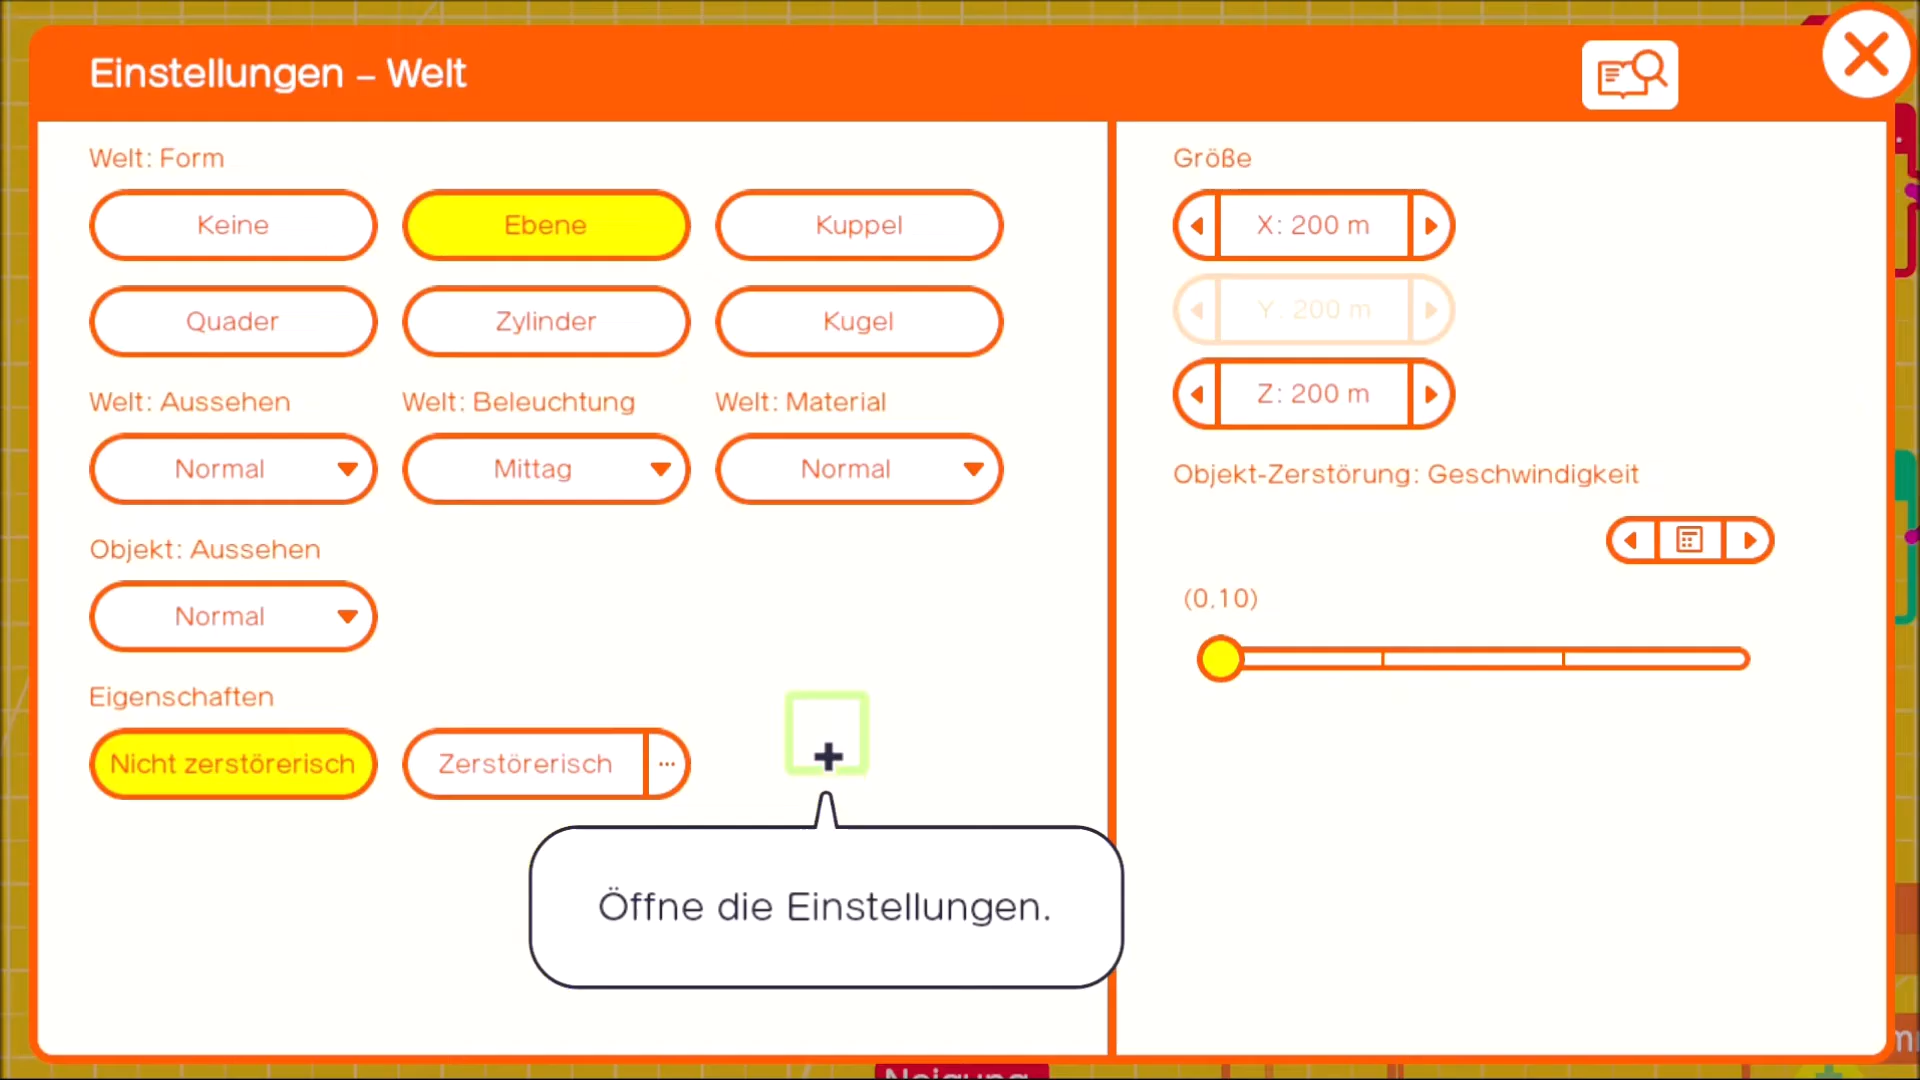 Einstellungen – Welt
Welt: Form
Keine
Ebene
Kuppel
Quader
Zylinder
Kugel
Welt: Aussehen
Welt: Beleuchtung
Welt: Material
Normal
Mittag
Normal
Objekt: Aussehen
Normal
Eigenschaften
Nicht zerstörerisch
Zerstörerisch
...
Öffne die Einstellungen.
Größe
X: 200 m
Y: 200 m
Z: 200 m
Objekt-Zerstörung: Geschwindigkeit
(0,10)
Neigung